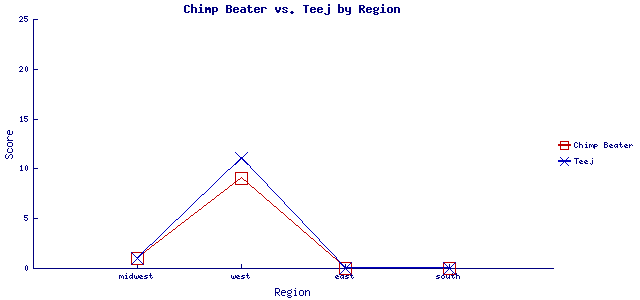 Chimp Beater vs. Teej by Region
25
20
15
10
5
0
Score
midwest west east south
Region
Chimp Beater
Teej